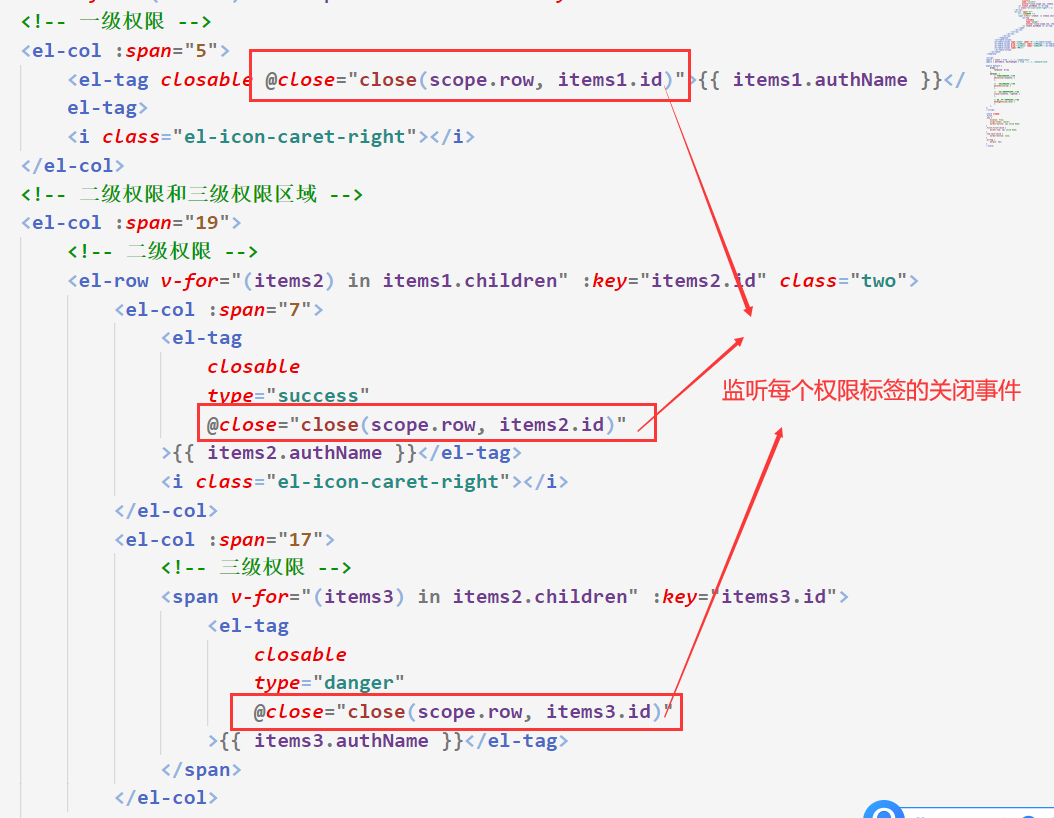 <!-- 一级权限 -->
<el-col :span="5">
<el-tag closable @close="close(scope.row, items1.id)">{{ items1.authName }}</
el-tag>
<i class="el-icon-caret-right"></i>
</el-col>
<!-- 二级权限和三级权限区域 -->
<el-col :span="19">
<!-- 二级权限 -->
<el-row v-for="(items2) in items1.children" :key="items2.id" class="two">
<el-col :span="7">
<el-tag
closable
type="success"
@close="close(scope.row, items2.id)"
>{{ items2.authName }}</el-tag>
<i class="el-icon-caret-right"></i>
</el-col>
<el-col :span="17">
<!-- 三级权限 -->
<span v-for="(items3) in items2.children" :key="items3.id">
<el-tag
closable
type="danger"
@close="close(scope.row, items3.id)"
>{{ items3.authName }}</el-tag>
</span>
</el-col>
监听每个权限标签的关闭事件